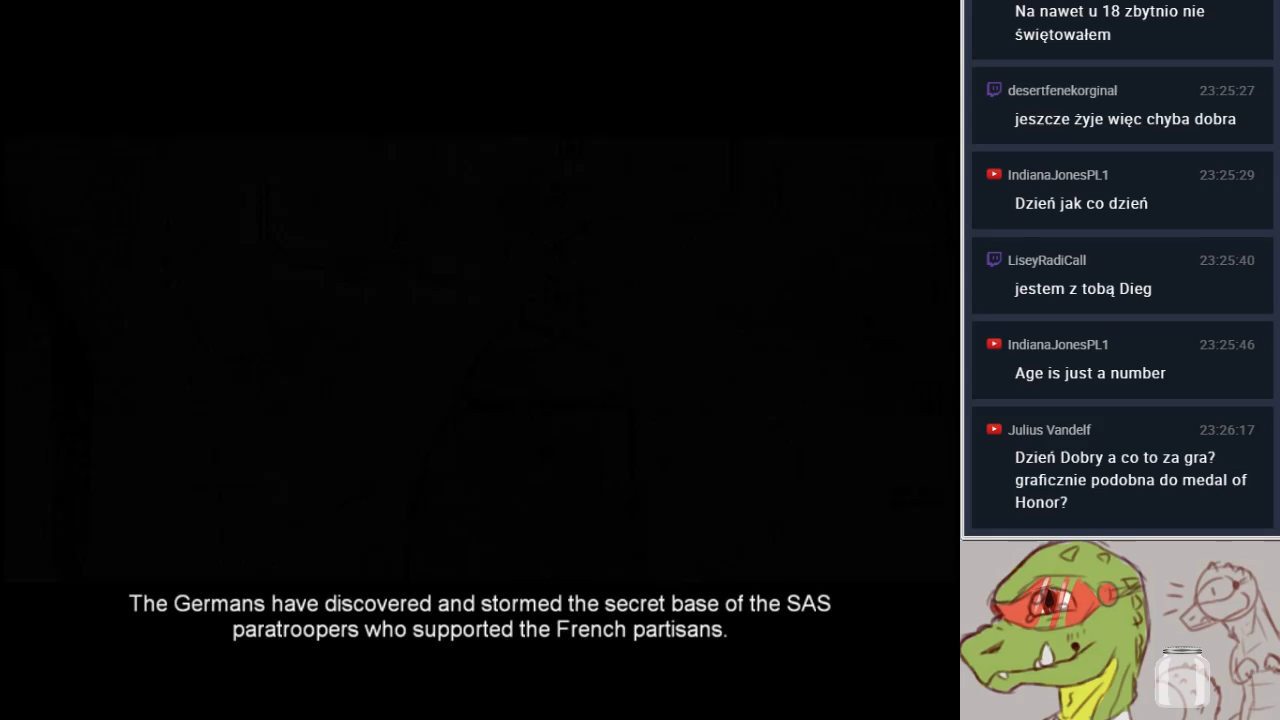 Na nawet u 18 zbytnio nie
świętowałem
desertfenekorginal 23:25:27
jeszcze żyje więc chyba dobra
IndianaJonesPL1 23:25:29
Dzień jak co dzień
LiseyRadiCall 23:25:40
jestem z tobą Dieg
IndianaJonesPL1 23:25:46
Age is just a number
Julius Vandelf 23:26:17
Dzień Dobry a co to za gra?
graficznie podobna do medal of
Honor?
The Germans have discovered and stormed the secret base of the SAS
paratroopers who supported the French partisans.